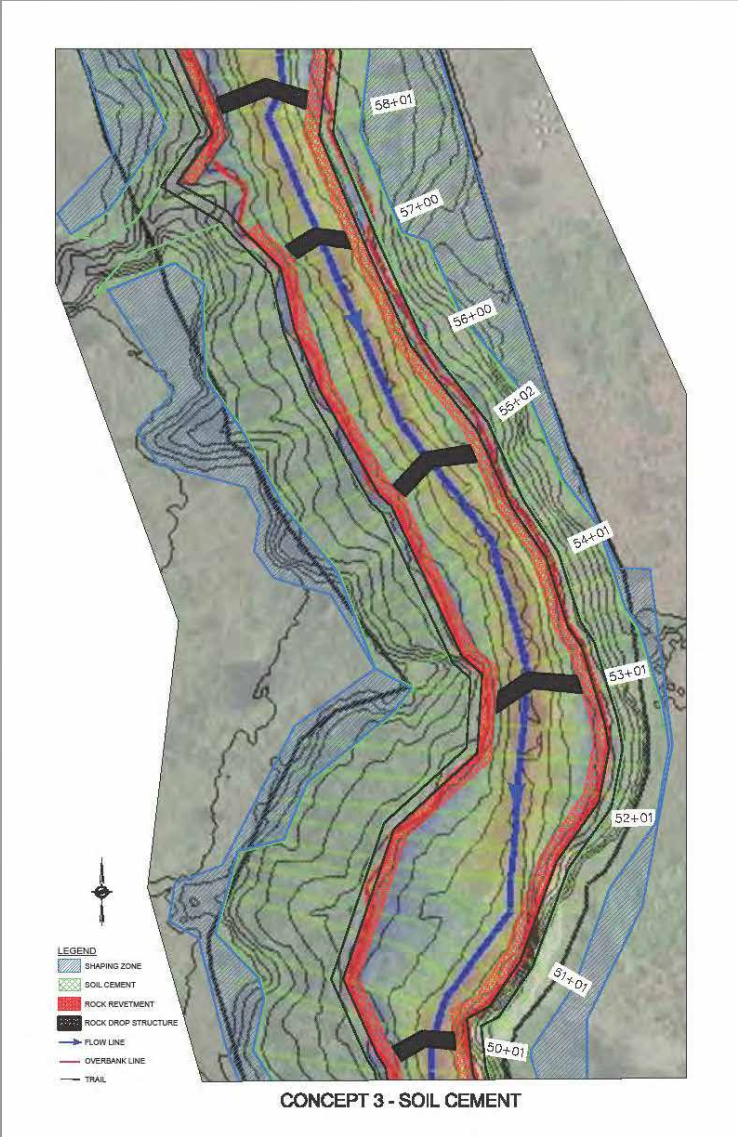 58+01
57+00
56+00
55+02
54+01
53+01
52+01
51+01
50+01
LEGEND
SHAPING ZONE
SOIL CEMENT
ROCK REVETMENT
ROCK DROP STRUCTURE
FLOW LINE
OVERBANK LINE
TRAIL
CONCEPT 3 - SOIL CEMENT